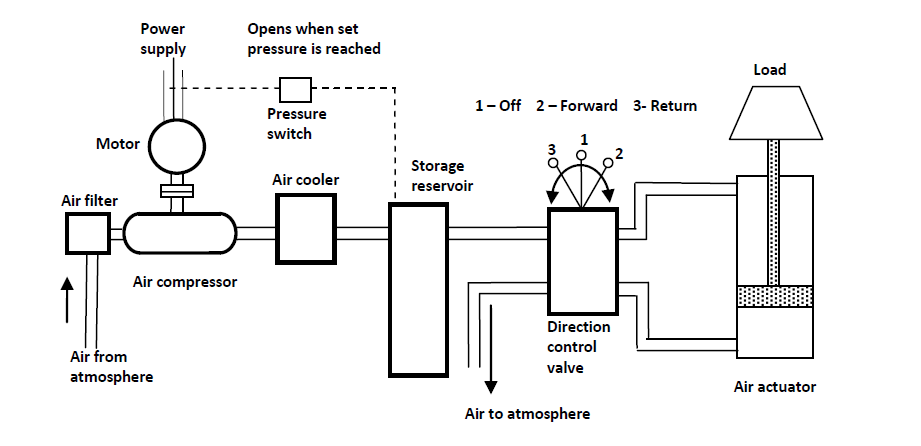 Power
supply
Opens when set
pressure is reached
Load
1 – Off 2 – Forward 3- Return
Pressure
switch
Motor
3
1
2
Storage
reservoir
Air cooler
Air filter
Air compressor
Direction
control
valve
Air from
atmosphere
Air actuator
Air to atmosphere